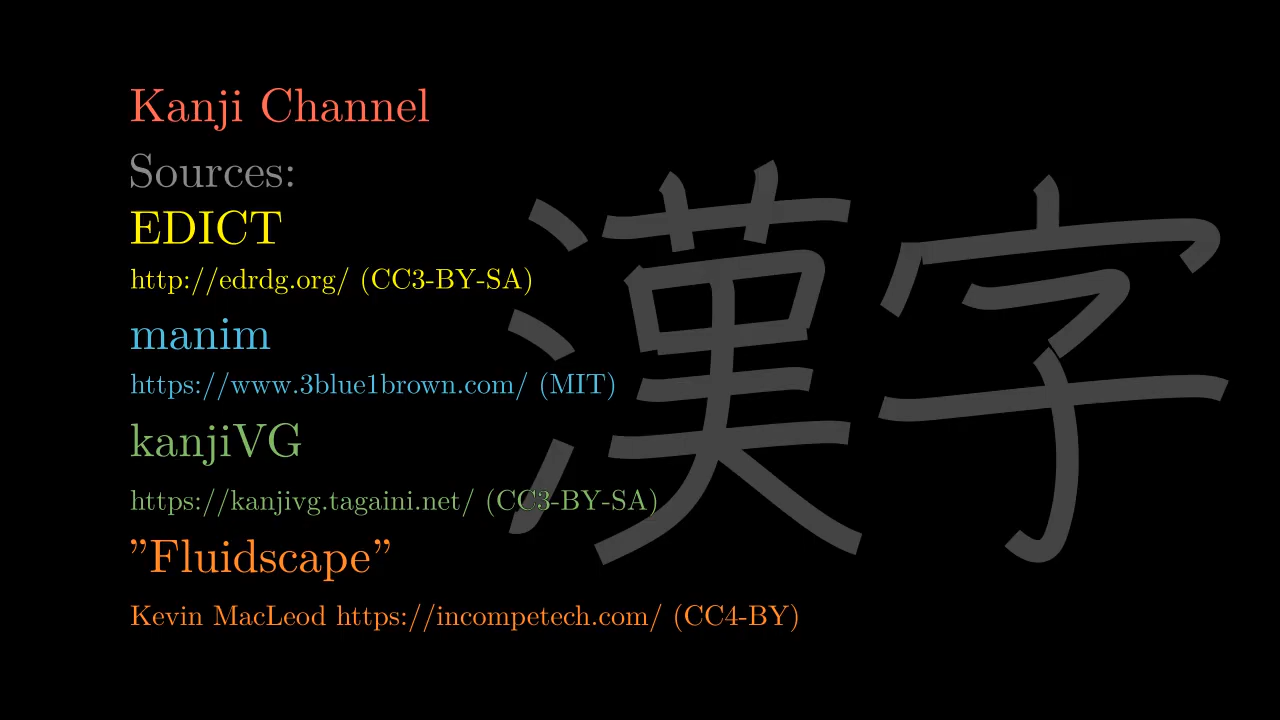 Kanji Channel
Sources:
EDICT
http://edrdg.org/ (CC3-BY-SA)
manim
https://www.3blue1brown.com/ (MIT)
kanjiVG
https://kanjivg.tagaini.net/ (CC3-BY-SA)
”Fluidscape”
Kevin MacLeod https://incompetech.com/ (CC4-BY)
漢字